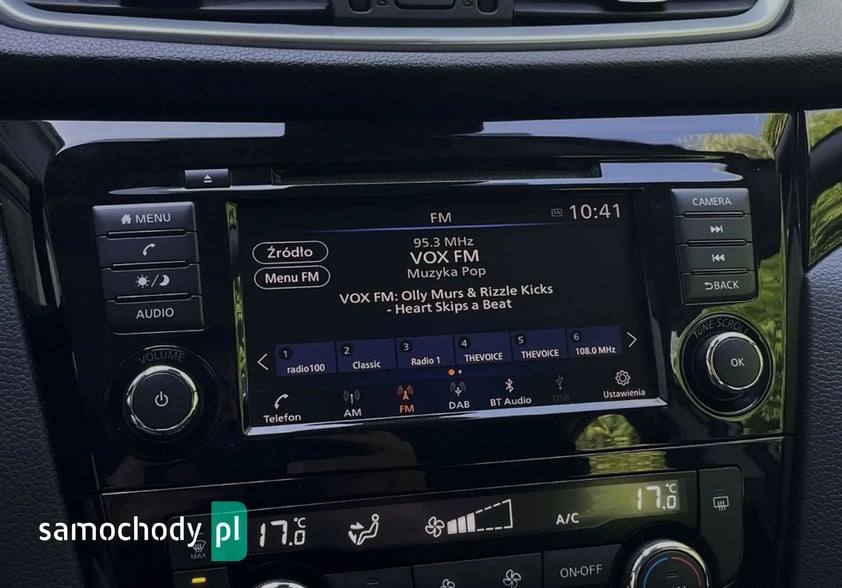 MENU
AUDIO
VOLUME
FM
10:41
Źródło
Menu FM
95.3 MHz
VOX FM
Muzyka Pop
VOX FM: Olly Murs & Rizzle Kicks
- Heart Skips a Beat
1 radio100
2 Classic
3 Radio 1
4 THEVOICE
5 THEVOICE
6 108.0 MHz
Telefon
AM
FM
DAB
BT Audio
USB
Ustawienia
CAMERA
BACK
TUNE-SCROLL
OK
samochody pl
MAX
17.0°C
A/C
17.0°C
ON·OFF